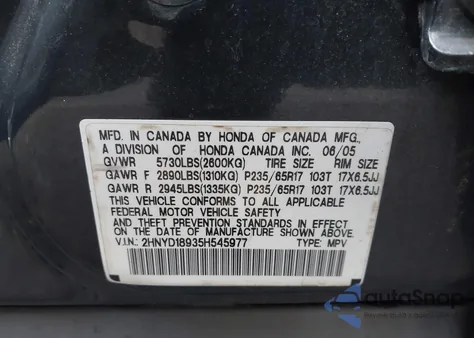 MFD. IN CANADA BY HONDA OF CANADA MFG.,
A DIVISION OF HONDA CANADA INC. 06/05
GVWR 5730LBS(2600KG) TIRE SIZE RIM SIZE
GAWR F 2890LBS(1310KG) P235/65R17 103T 17X6.5JJ
GAWR R 2945LBS(1335KG) P235/65R17 103T 17X6.5JJ
THIS VEHICLE CONFORMS TO ALL APPLICABLE
FEDERAL MOTOR VEHICLE SAFETY AND
THEFT PREVENTION STANDARDS IN EFFECT ON
THE DATE OF MANUFACTURE SHOWN ABOVE.
V.I.N.: 2HNYD18935H545977 TYPE: MPV
autoSnap